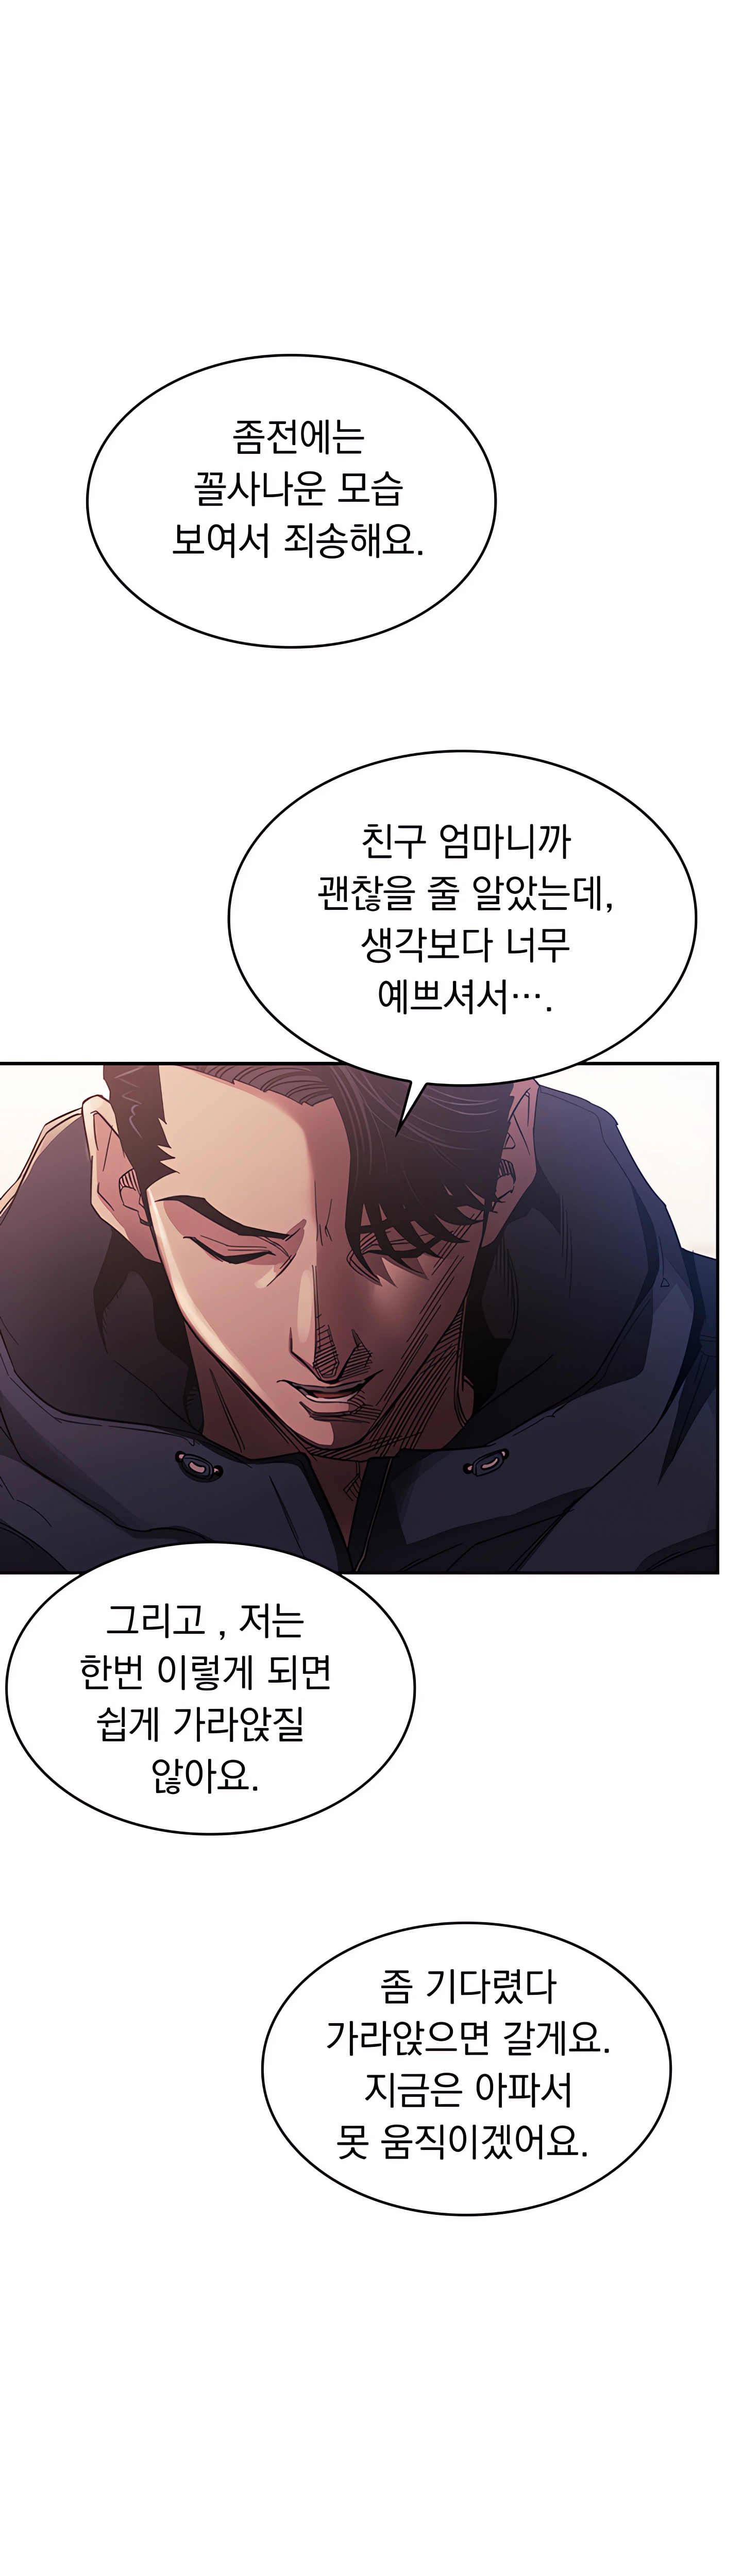 좀전에는
꼴사나운 모습
보여서 죄송해요.
친구 엄마니까
괜찮을 줄 알았는데,
생각보다 너무
예쁘셔서….
그리고 , 저는
한번 이렇게 되면
쉽게 가라앉질
않아요.
좀 기다렸다
가라앉으면 갈게요.
지금은 아파서
못 움직이겠어요.